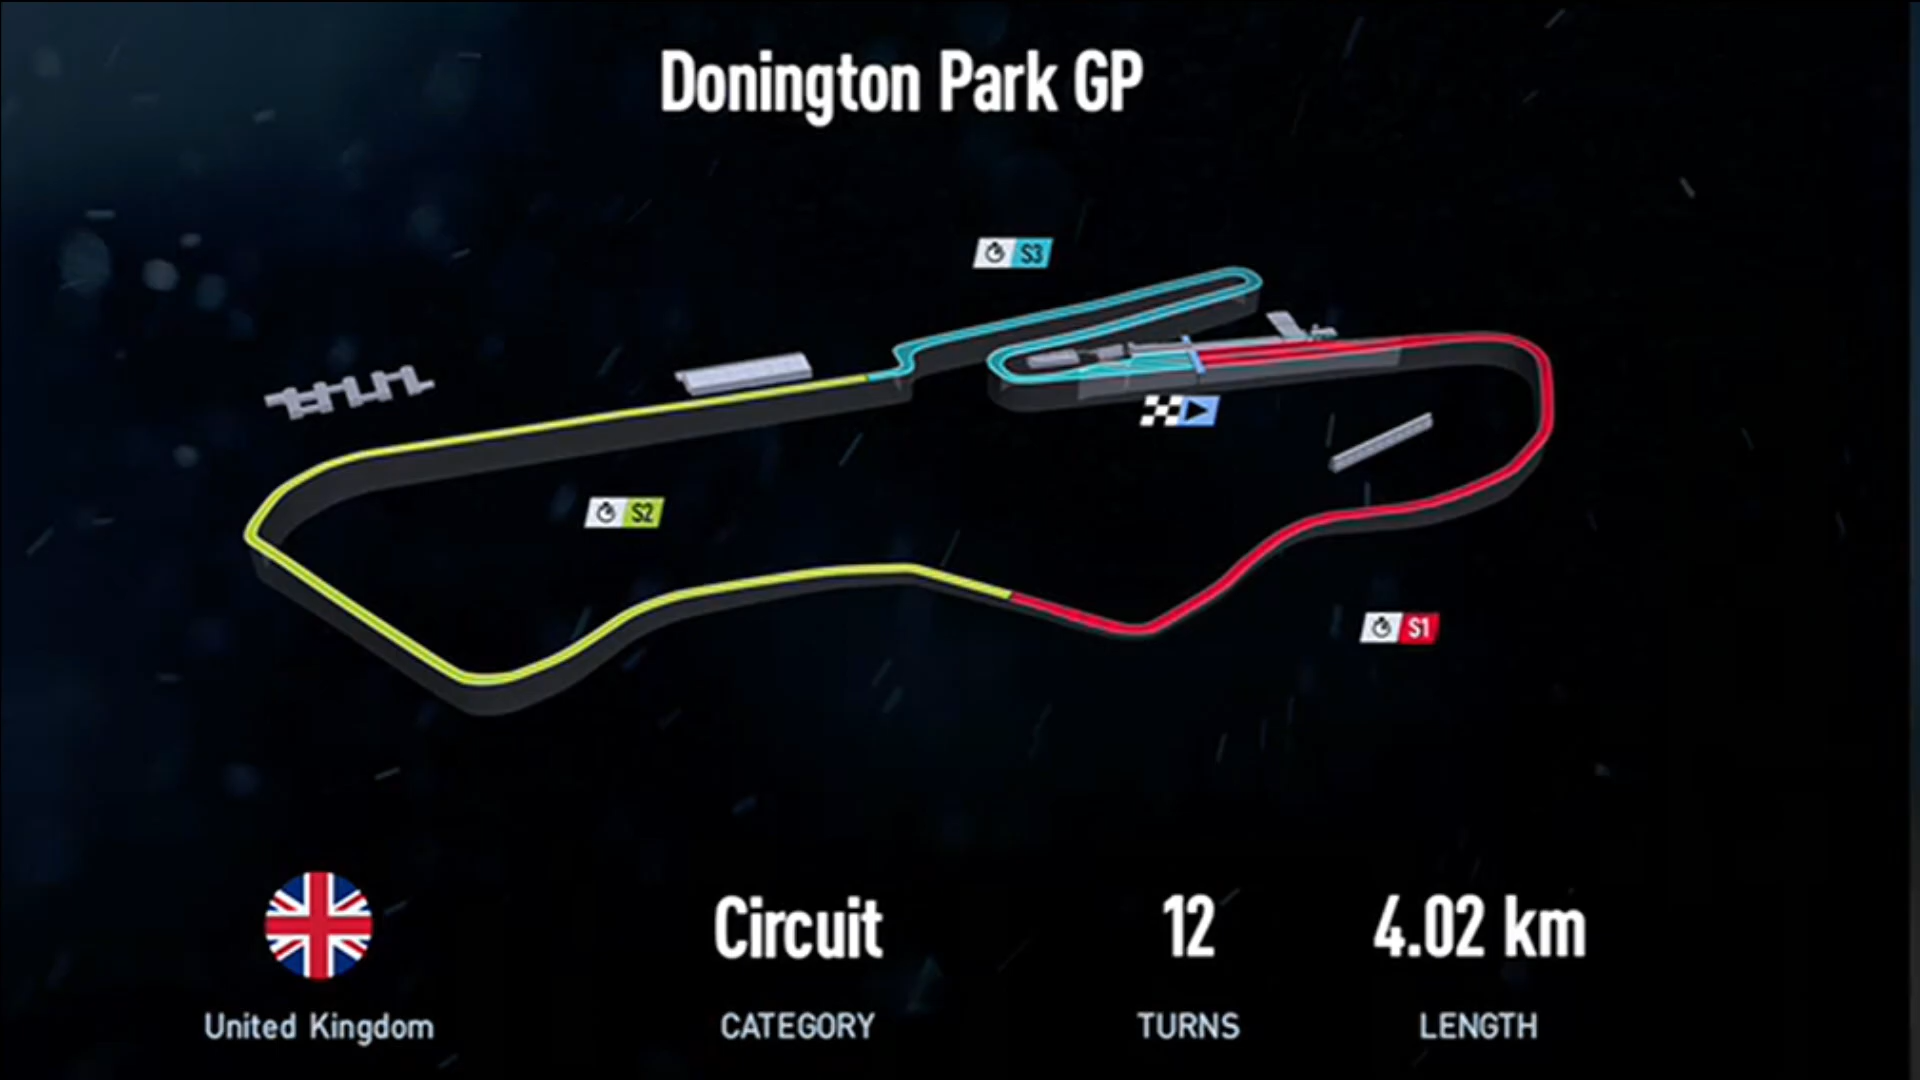 Donington Park GP
S3
S2
S1
Circuit
12
4.02 km
United Kingdom
CATEGORY
TURNS
LENGTH